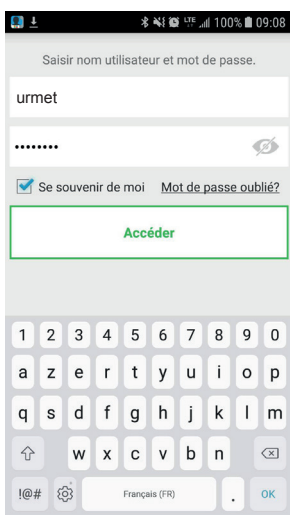 LTE 100% 09:08
Saisir nom utilisateur et mot de passe.
urmet
••••••••
Se souvenir de moi Mot de passe oublié?
Accéder
1 2 3 4 5 6 7 8 9 0
a z e r t y u i o p
q s d f g h j k l m
w x c v b n
!@# Français (FR) . OK